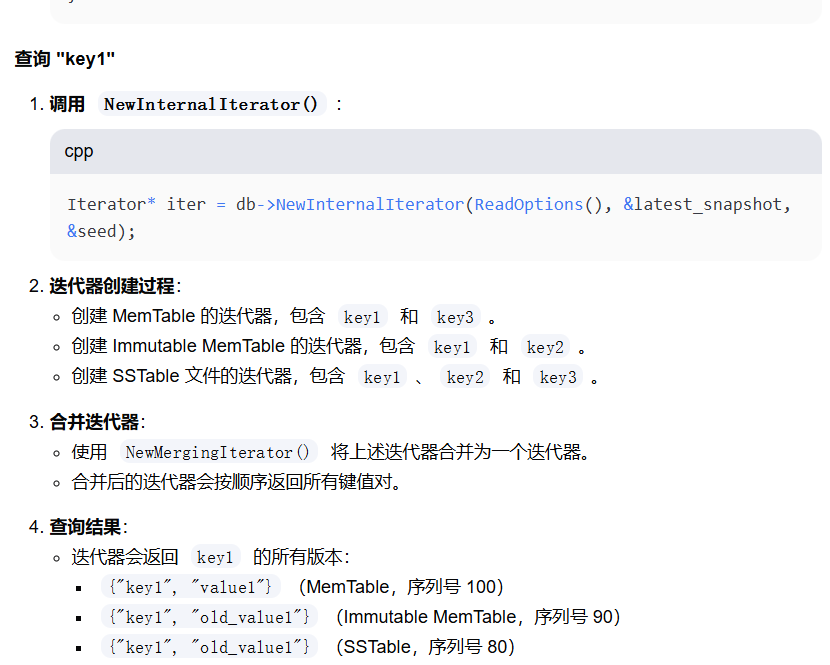 查询 "key1"
1. 调用 NewInternalIterator() :
cpp
Iterator* iter = db->NewInternalIterator(ReadOptions(), &latest_snapshot,
&seed);
2. 迭代器创建过程：
◦ 创建 MemTable 的迭代器，包含 key1 和 key3 。
◦ 创建 Immutable MemTable 的迭代器，包含 key1 和 key2 。
◦ 创建 SSTable 文件的迭代器，包含 key1 、 key2 和 key3 。
3. 合并迭代器：
◦ 使用 NewMergingIterator() 将上述迭代器合并为一个迭代器。
◦ 合并后的迭代器会按顺序返回所有键值对。
4. 查询结果：
◦ 迭代器会返回 key1 的所有版本：
▪ {"key1", "value1"} （MemTable，序列号 100）
▪ {"key1", "old_value1"} （Immutable MemTable，序列号 90）
▪ {"key1", "old_value1"} （SSTable，序列号 80）